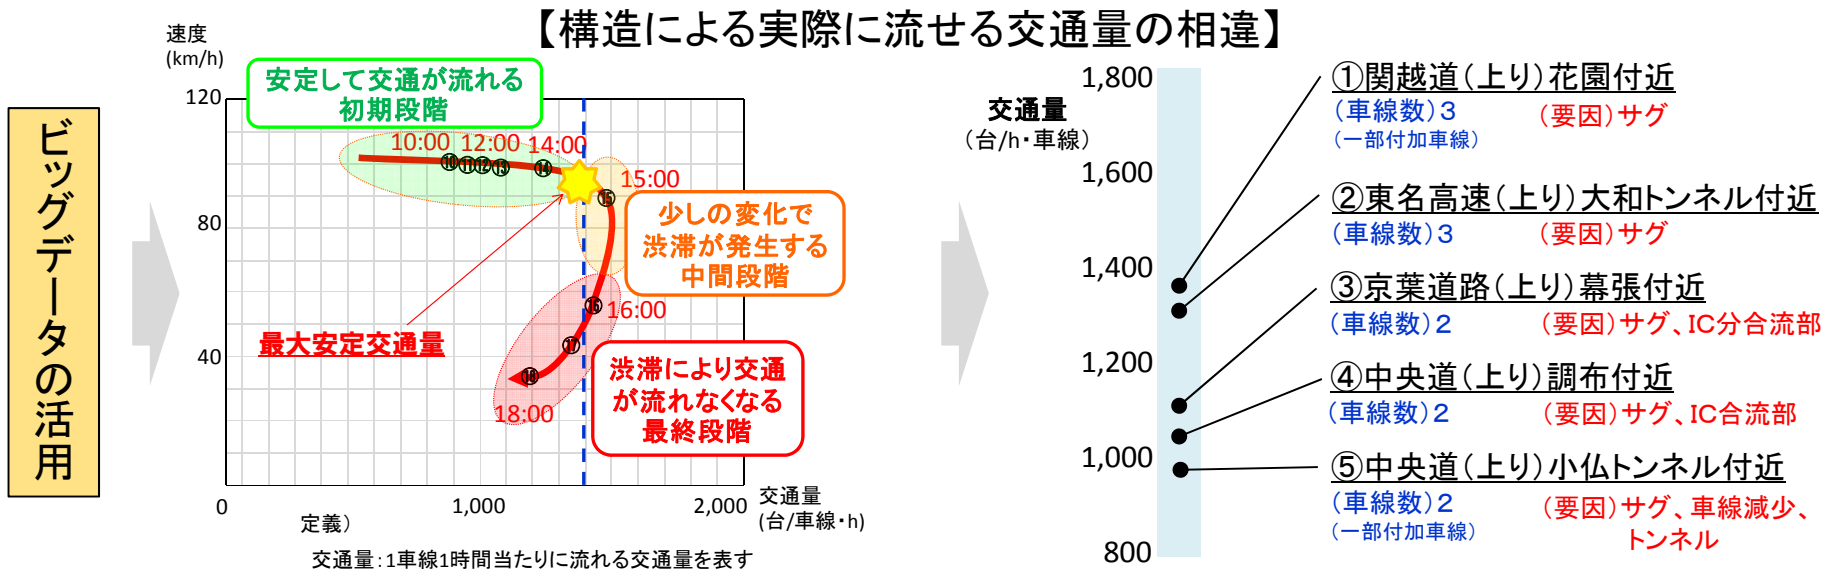 【構造による実際に流せる交通量の相違】
ビッグデータの活用
速度
(km/h)
120
80
40
0
1,000
2,000
交通量
(台/車線・h)
安定して交通が流れる
初期段階
10:00
12:00
14:00
15:00
16:00
18:00
⑩
⑪
⑫
⑬
⑭
⑮
⑯
⑰
⑱
少しの変化で
渋滞が発生する
中間段階
最大安定交通量
渋滞により交通
が流れなくなる
最終段階
定義）
交通量：1車線1時間当たりに流れる交通量を表す
交通量
（台/h・車線）
1,800
1,600
1,400
1,200
1,000
800
①関越道（上り）花園付近
（車線数）3
（要因）サグ
（一部付加車線）
②東名高速（上り）大和トンネル付近
（車線数）3
（要因）サグ
③京葉道路（上り）幕張付近
（車線数）2
（要因）サグ、IC分合流部
④中央道（上り）調布付近
（車線数）2
（要因）サグ、IC合流部
⑤中央道（上り）小仏トンネル付近
（車線数）2
（要因）サグ、車線減少、
（一部付加車線）
トンネル